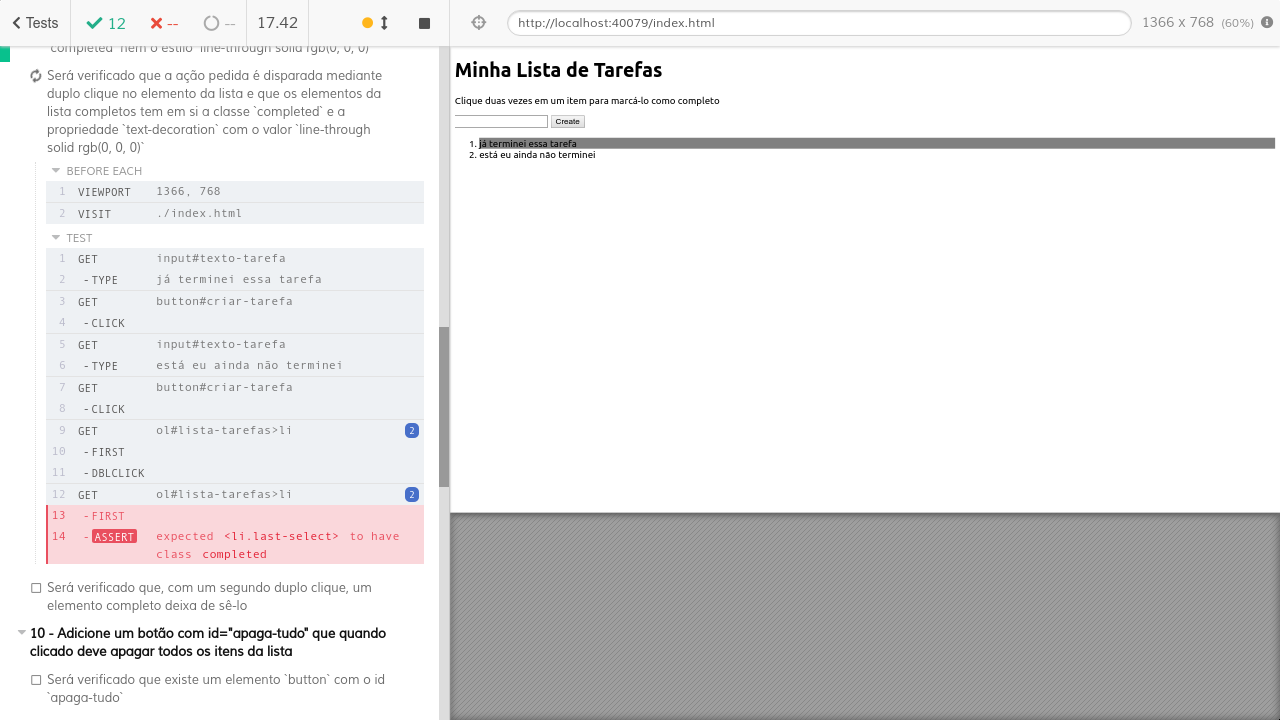 Tests
12
--
--
17.42
http://localhost:40079/index.html
1366 x 768 (60%)
completed` nem o estilo `line-through solid rgb(0, 0, 0)`
Será verificado que a ação pedida é disparada mediante
duplo clique no elemento da lista e que os elementos da
lista completos tem em si a classe `completed` e a
propriedade `text-decoration` com o valor `line-through
solid rgb(0, 0, 0)`
BEFORE EACH
1 VIEWPORT 1366, 768
2 VISIT ./index.html
TEST
1 GET input#texto-tarefa
2 -TYPE já terminei essa tarefa
3 GET button#criar-tarefa
4 -CLICK
5 GET input#texto-tarefa
6 -TYPE está eu ainda não terminei
7 GET button#criar-tarefa
8 -CLICK
9 GET ol#lista-tarefas>li 2
10 -FIRST
11 -DBLCLICK
12 GET ol#lista-tarefas>li 2
13 -FIRST
14 -ASSERT expected <li.last-select> to have
class completed
Será verificado que, com um segundo duplo clique, um
elemento completo deixa de sê-lo
10 - Adicione um botão com id="apaga-tudo" que quando
clicado deve apagar todos os itens da lista
Será verificado que existe um elemento `button` com o id
`apaga-tudo`
Minha Lista de Tarefas
Clique duas vezes em um item para marcá-lo como completo
Create
1. já terminei essa tarefa
2. está eu ainda não terminei